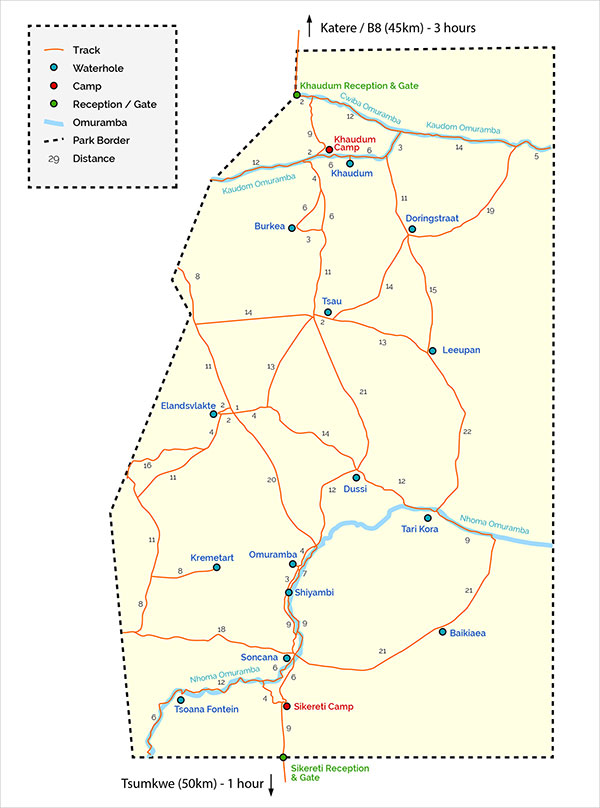 Katere / B8 (45km) - 3 hours
Track
Waterhole
Camp
Reception / Gate
Omuramba
Park Border
29 Distance
Khaudum Reception & Gate
2
Cwiba Omuramba
12
Kaudom Omuramba
14
5
9
Khaudum
Camp
2
6
3
12
6
Khaudum
Kaudom Omuramba
4
6
6
11
19
Burkea
3
Doringstraat
8
11
14
15
Tsau
14
2
13
Leeupan
11
13
21
Elandsvlakte
2
1
2
4
4
14
22
16
11
20
12
Dussi
12
Nhoma Omuramba
Tari Kora
9
11
4
Omuramba
Kremetart
8
7
3
Shiyambi
21
8
9
9
18
Baikiaea
Soncana
21
Nhoma Omuramba
6
6
12
4
Tsoana Fontein
Sikereti Camp
6
9
Sikereti Reception
& Gate
Tsumkwe (50km) - 1 hour